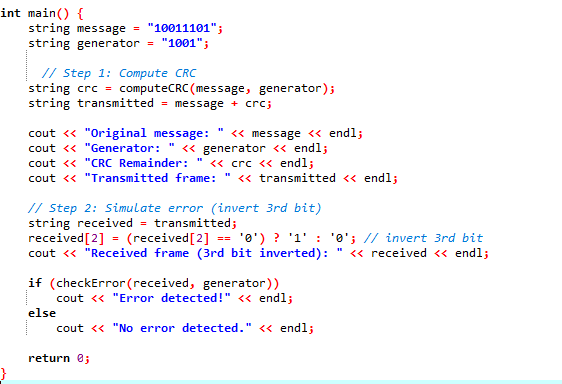 int main() {
    string message = "10011101";
    string generator = "1001";

      // Step 1: Compute CRC
    string crc = computeCRC(message, generator);
    string transmitted = message + crc;

    cout << "Original message: " << message << endl;
    cout << "Generator: " << generator << endl;
    cout << "CRC Remainder: " << crc << endl;
    cout << "Transmitted frame: " << transmitted << endl;

    // Step 2: Simulate error (invert 3rd bit)
    string received = transmitted;
    received[2] = (received[2] == '0') ? '1' : '0'; // invert 3rd bit
    cout << "Received frame (3rd bit inverted): " << received << endl;

    if (checkError(received, generator))
        cout << "Error detected!" << endl;
    else
        cout << "No error detected." << endl;

    return 0;
}